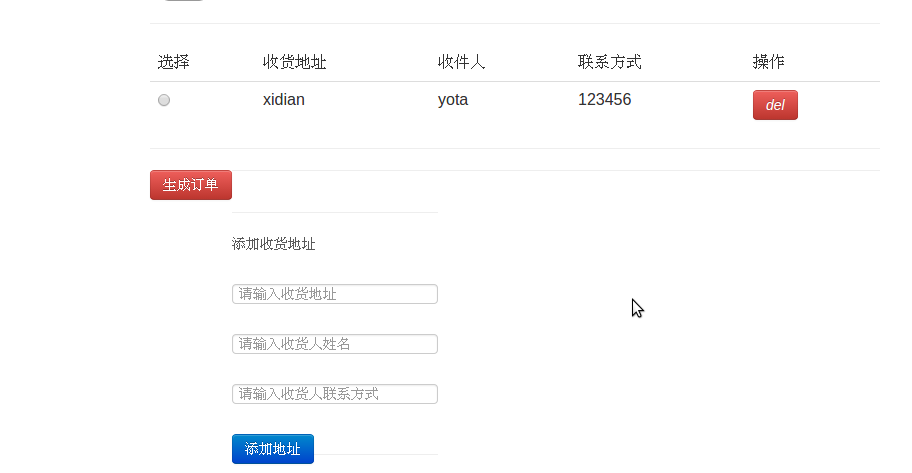 选择 收货地址 收件人 联系方式 操作
xidian yota 123456 del
生成订单
添加收货地址
请输入收货地址
请输入收货人姓名
请输入收货人联系方式
添加地址